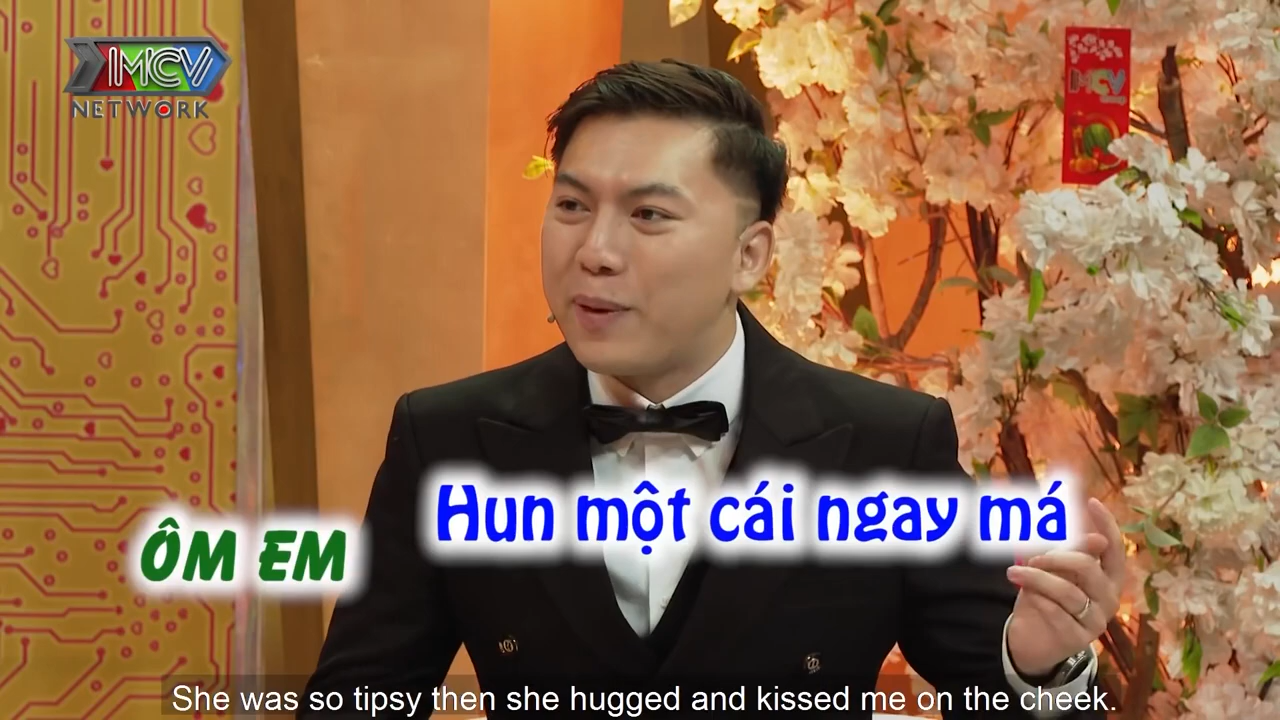 MCV
NETWORK
MCV
Hun một cái ngay má
ÔM EM
She was so tipsy then she hugged and kissed me on the cheek.